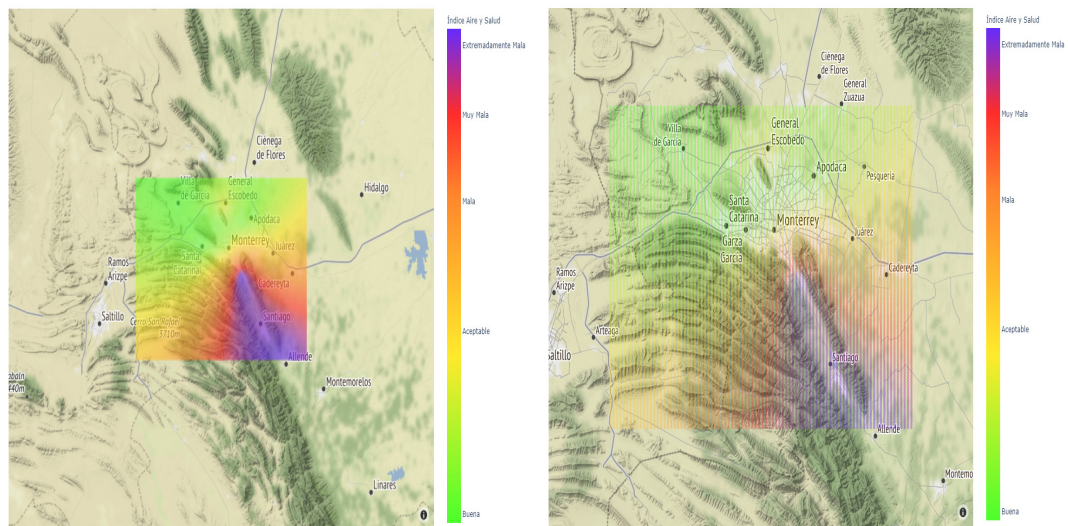 Índice Aire y Salud
Extremadamente Mala
Muy Mala
Mala
Aceptable
Buena
Ciénega
de Flores
Hidalgo
Villa
de García
General
Escobedo
Apodaca
Monterrey
Juárez
Santa
Catarina
Cadereyta
Ramos
Arizpe
Saltillo
Cerro San Rafael
3710m
Santiago
Allende
Montemorelos
440m
Linares
Índice Aire y Salud
Extremadamente Mala
Muy Mala
Mala
Aceptable
Buena
Ciénega
de Flores
General
Zuazua
Villa
de García
General
Escobedo
Apodaca
Pesquería
Santa
Catarina
Monterrey
Garza
García
Juárez
Cadereyta
Ramos
Arizpe
Arteaga
Saltillo
Santiago
Allende
Montemo